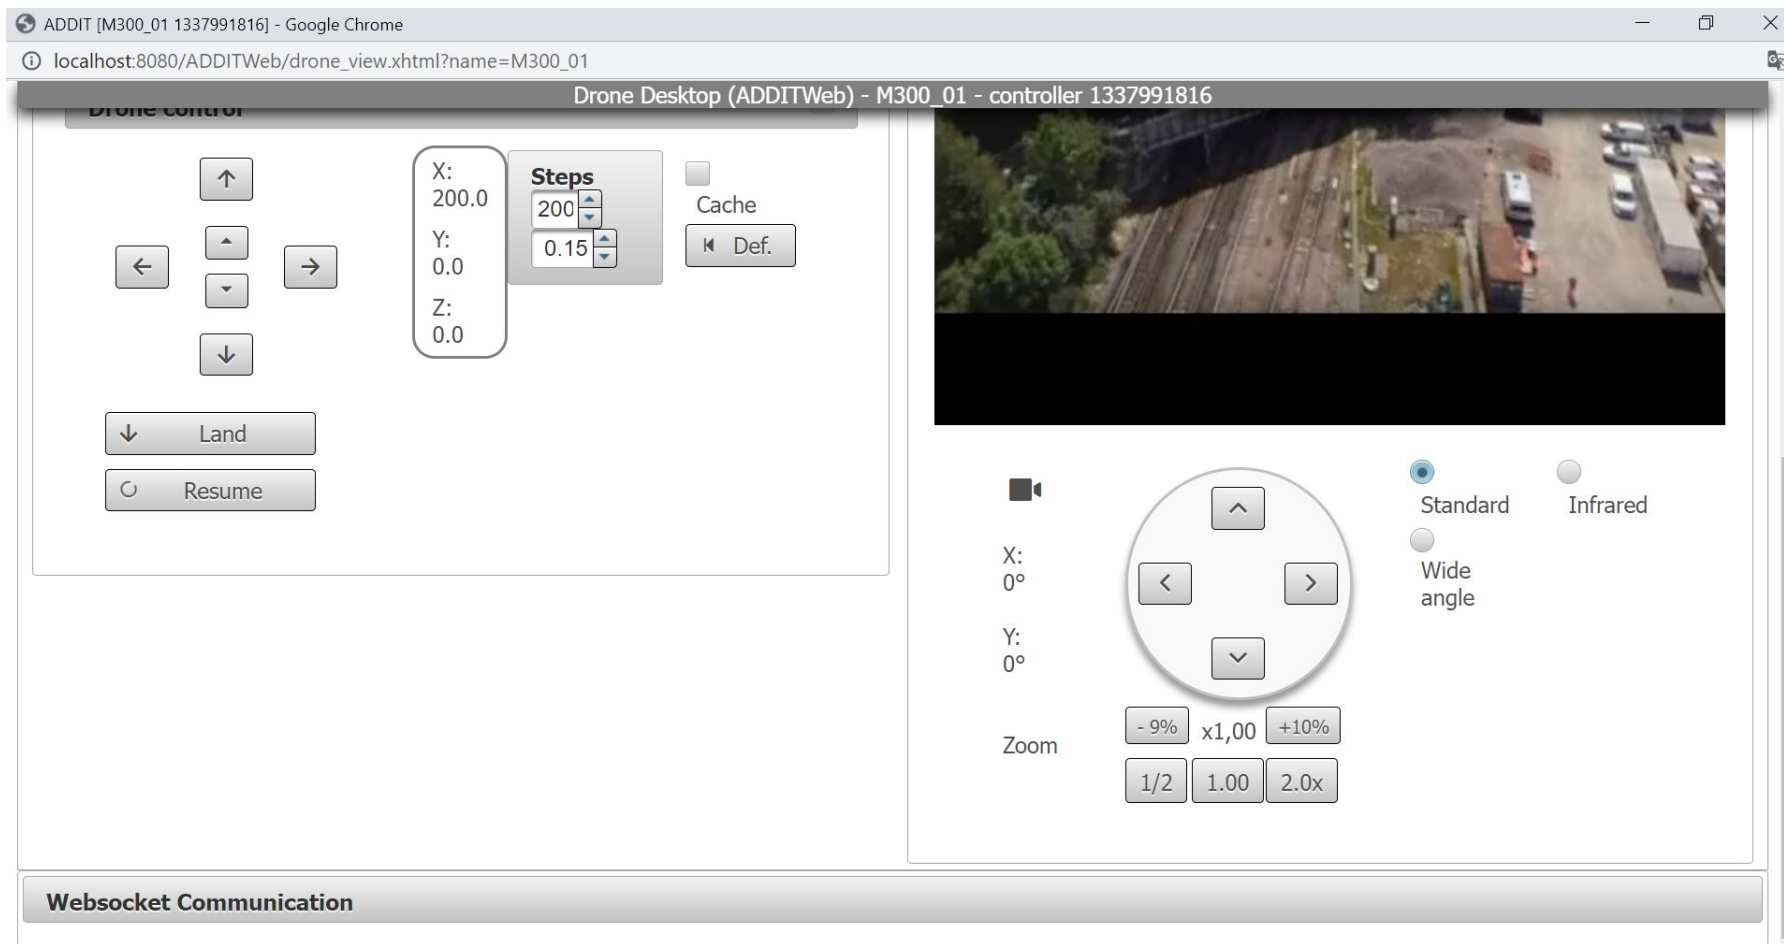 ADDIT [M300_01 1337991816] - Google Chrome
localhost:8080/ADDITWeb/drone_view.xhtml?name=M300_01
Drone Desktop (ADDITWeb) - M300_01 - controller 1337991816
Drone control
X:
200.0
Y:
0.0
Z:
0.0
Steps
200
0.15
Cache
Def.
Land
Resume
X:
0°
Y:
0°
Zoom
- 9% x1,00 +10%
1/2 1.00 2.0x
Standard
Infrared
Wide
angle
Websocket Communication